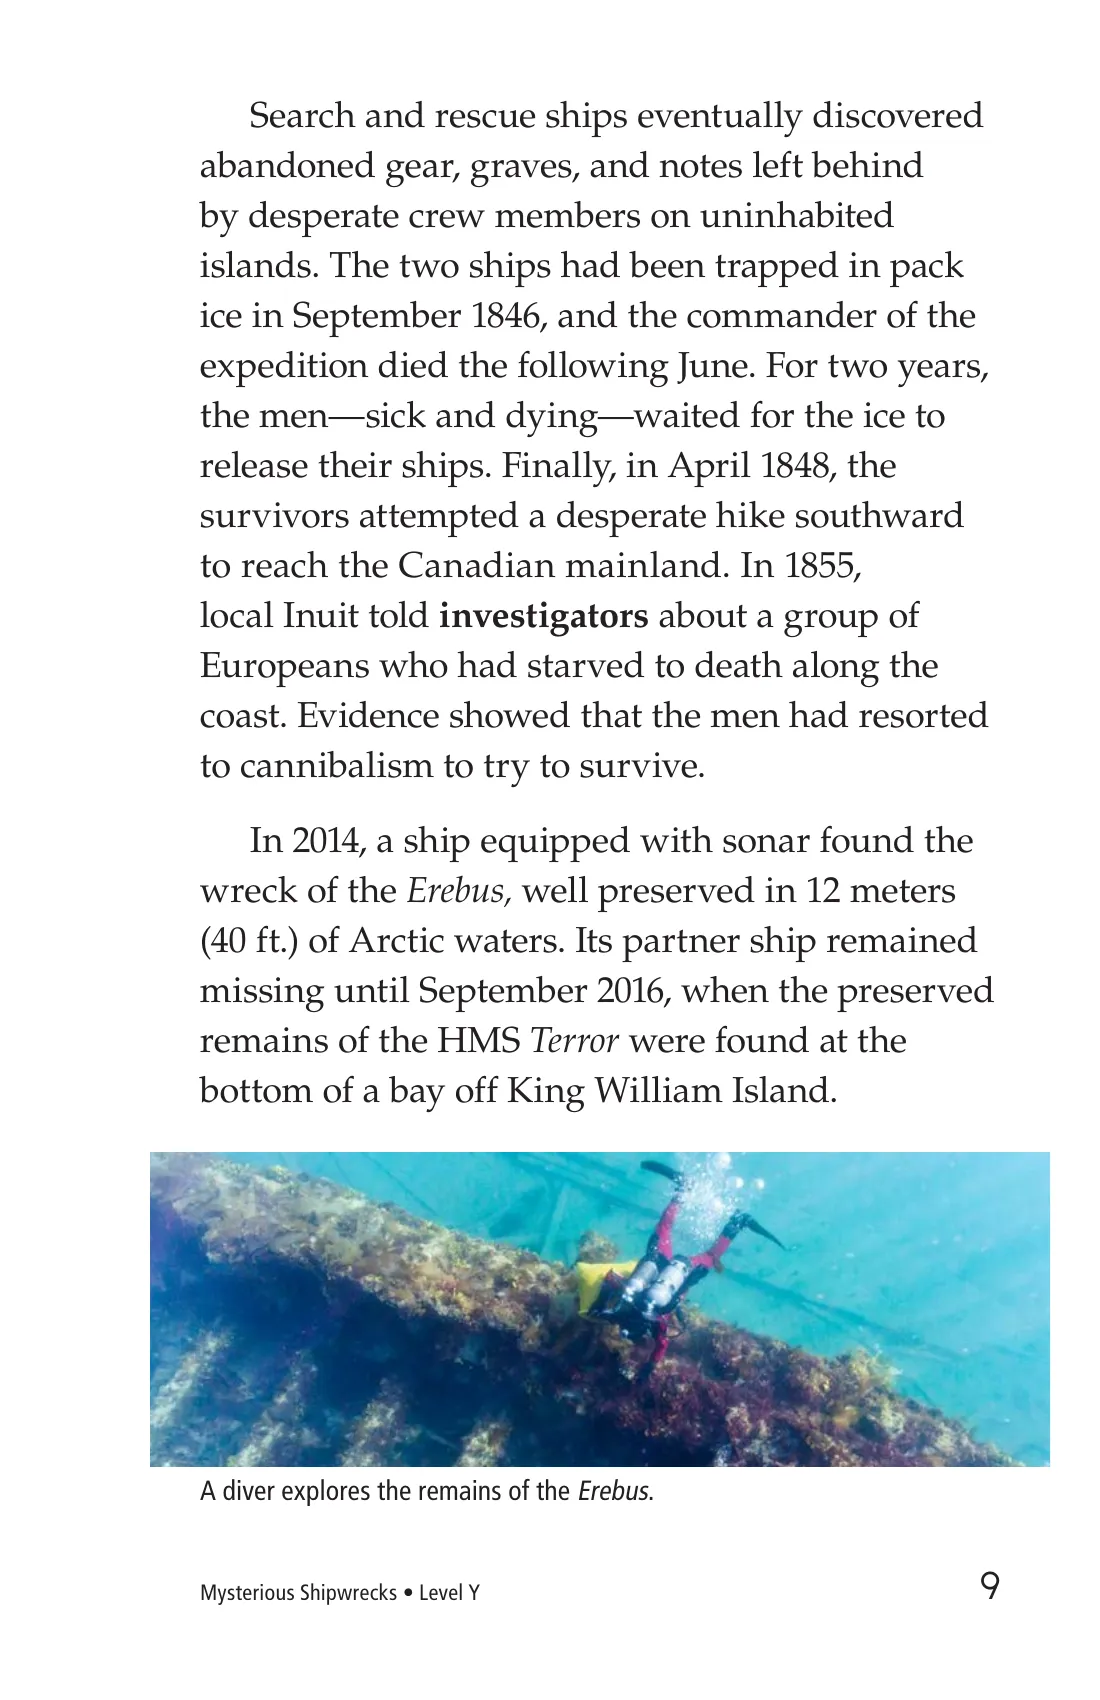 Search and rescue ships eventually discovered
abandoned gear, graves, and notes left behind
by desperate crew members on uninhabited
islands. The two ships had been trapped in pack
ice in September 1846, and the commander of the
expedition died the following June. For two years,
the men—sick and dying—waited for the ice to
release their ships. Finally, in April 1848, the
survivors attempted a desperate hike southward
to reach the Canadian mainland. In 1855,
local Inuit told investigators about a group of
Europeans who had starved to death along the
coast. Evidence showed that the men had resorted
to cannibalism to try to survive.
In 2014, a ship equipped with sonar found the
wreck of the Erebus, well preserved in 12 meters
(40 ft.) of Arctic waters. Its partner ship remained
missing until September 2016, when the preserved
remains of the HMS Terror were found at the
bottom of a bay off King William Island.
A diver explores the remains of the Erebus.
Mysterious Shipwrecks • Level Y
9